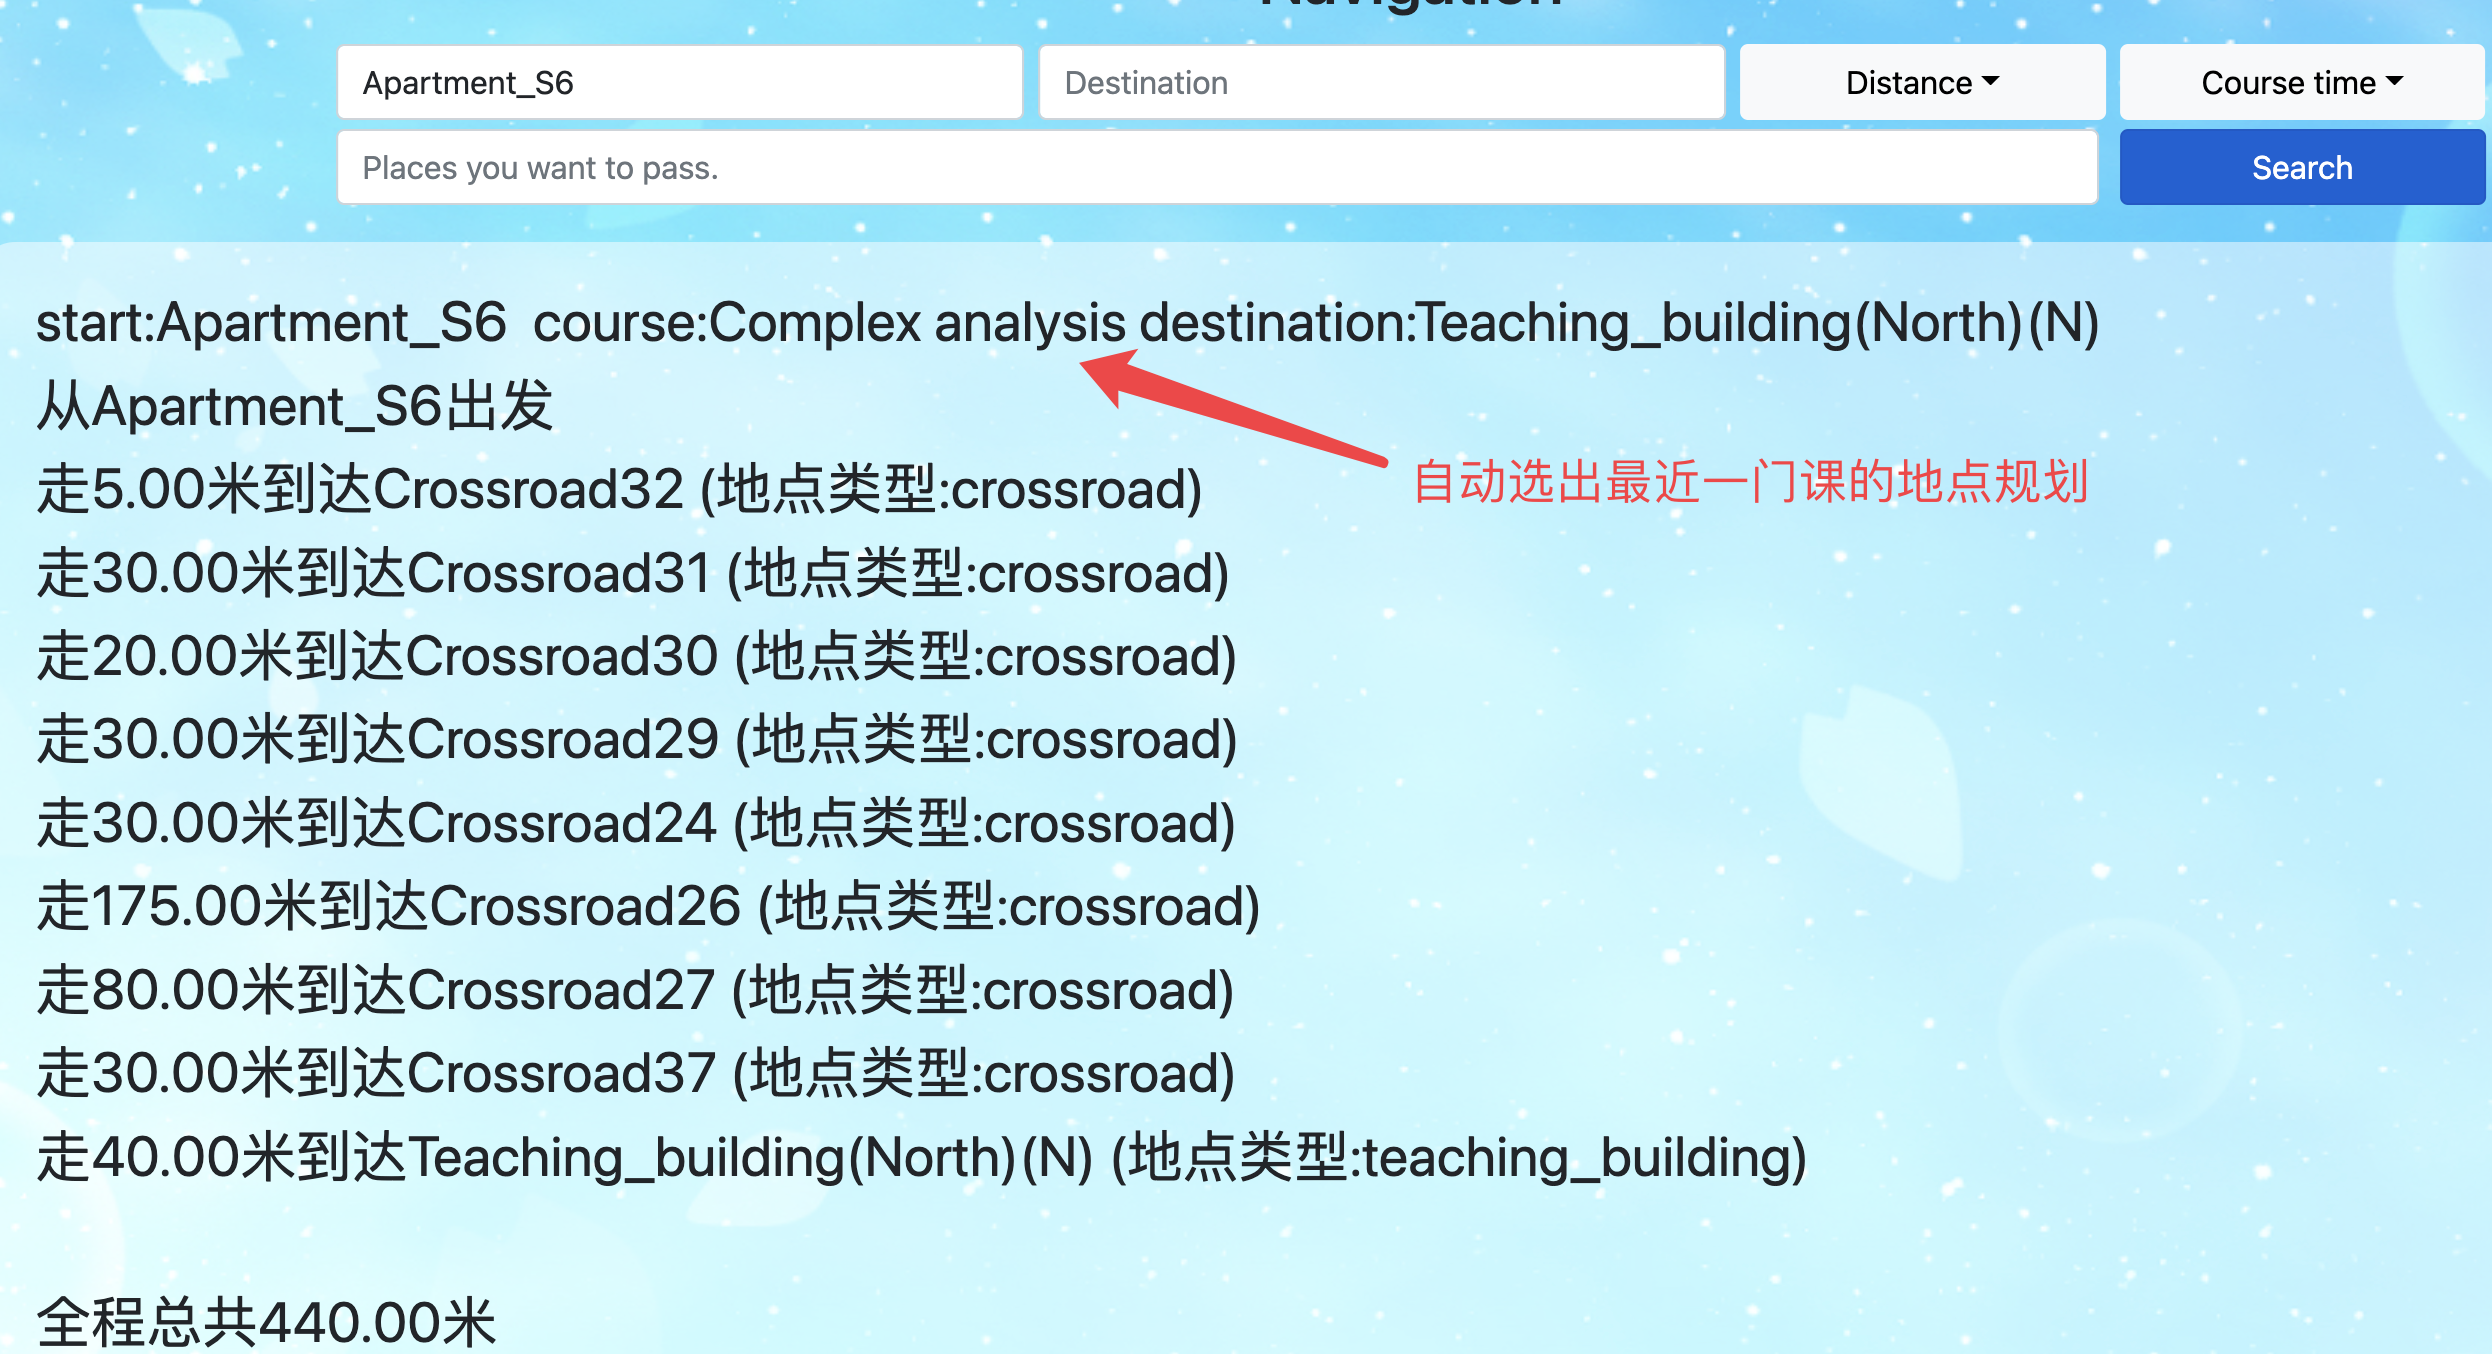 Navigation
Apartment_S6
Destination
Distance
Course time
Places you want to pass.
Search
start:Apartment_S6 course:Complex analysis destination:Teaching_building(North)(N)
从Apartment_S6出发
自动选出最近一门课的地点规划
走5.00米到达Crossroad32 (地点类型:crossroad)
走30.00米到达Crossroad31 (地点类型:crossroad)
走20.00米到达Crossroad30 (地点类型:crossroad)
走30.00米到达Crossroad29 (地点类型:crossroad)
走30.00米到达Crossroad24 (地点类型:crossroad)
走175.00米到达Crossroad26 (地点类型:crossroad)
走80.00米到达Crossroad27 (地点类型:crossroad)
走30.00米到达Crossroad37 (地点类型:crossroad)
走40.00米到达Teaching_building(North)(N) (地点类型:teaching_building)
全程总共440.00米